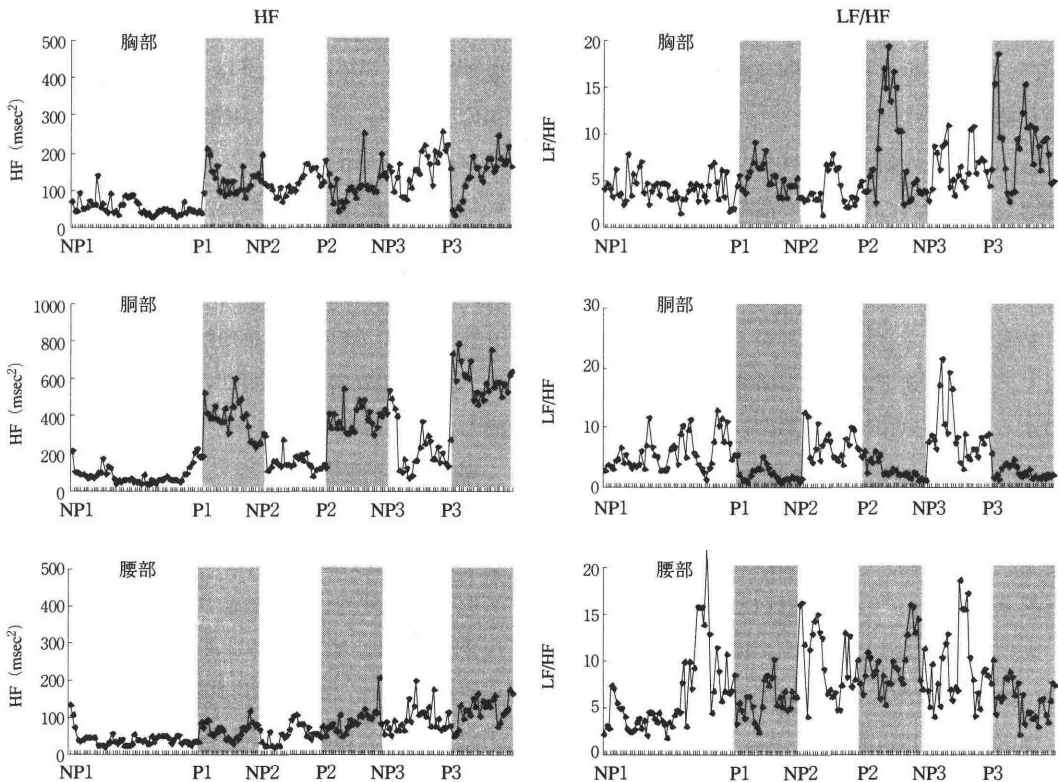 HF
胸部
500
400
300
200
100
0
HF (msec²)
NP1 P1 NP2 P2 NP3 P3
LF/HF
胸部
20
15
10
5
0
LF/HF
NP1 P1 NP2 P2 NP3 P3
胴部
1000
800
600
400
200
0
HF (msec²)
NP1 P1 NP2 P2 NP3 P3
胴部
30
20
10
0
LF/HF
NP1 P1 NP2 P2 NP3 P3
腰部
500
400
300
200
100
0
HF (msec²)
NP1 P1 NP2 P2 NP3 P3
腰部
20
15
10
5
0
LF/HF
NP1 P1 NP2 P2 NP3 P3